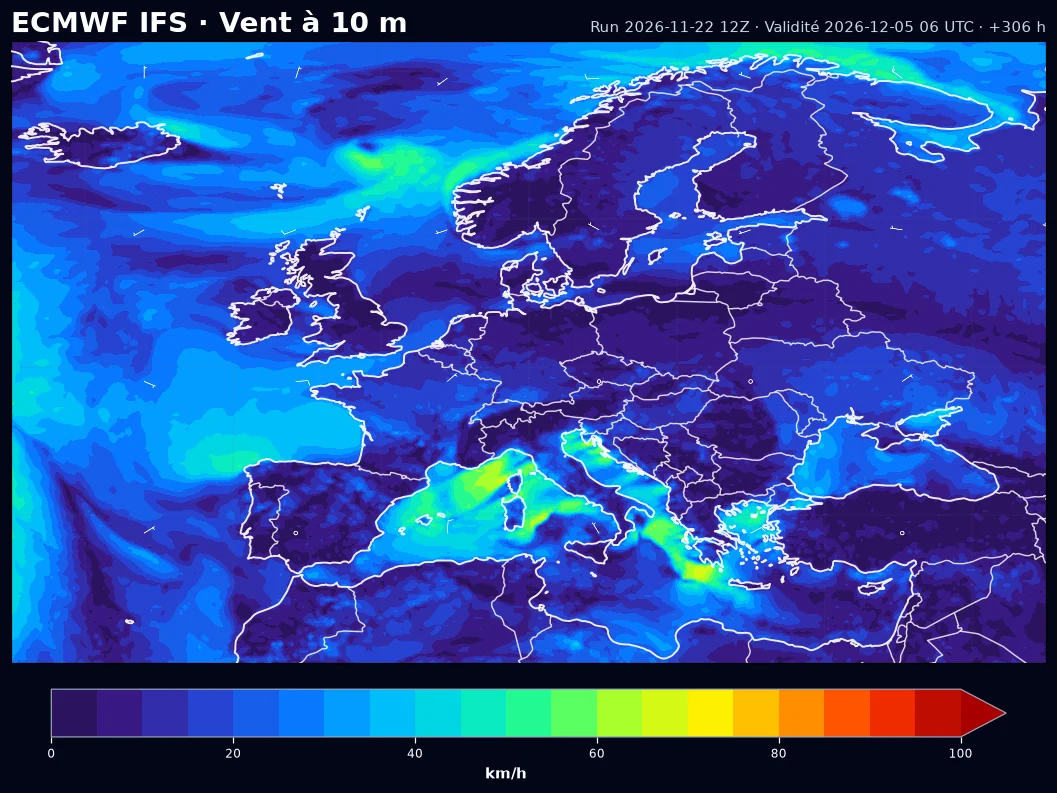 ECMWF IFS · Vent à 10 m
Run 2026-11-22 12Z · Validité 2026-12-05 06 UTC · +306 h
0 20 40 60 80 100
km/h